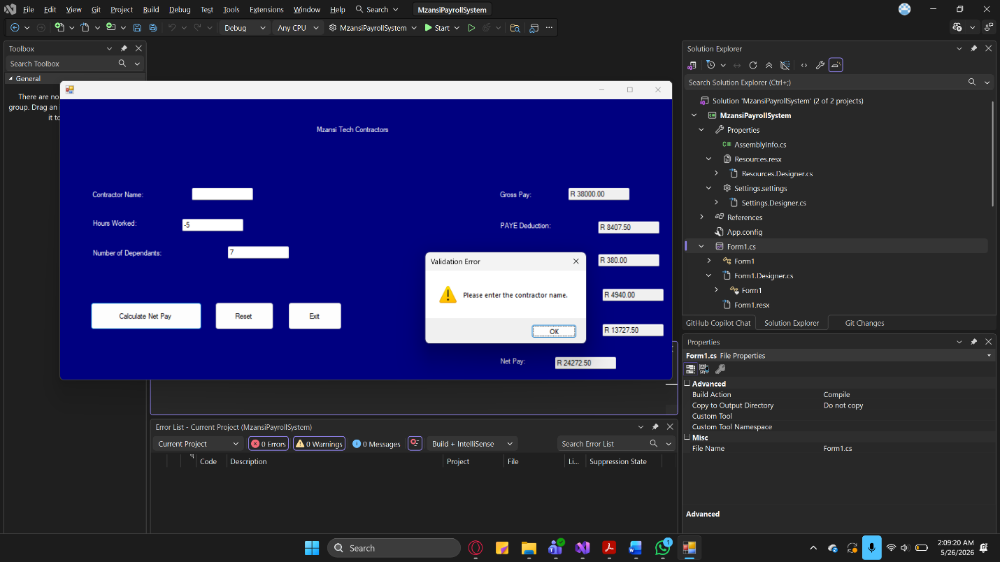 File Edit View Git Project Build Debug Test Tools Extensions Window Help Search MzansiPayrollSystem
Debug Any CPU MzansiPayrollSystem Start
Toolbox
Search Toolbox
General
There are no
group. Drag an
it to
Mzansi Tech Contractors
Contractor Name:
Gross Pay: R 38000.00
Hours Worked: -5
PAYE Deduction: R 8407.50
Number of Dependants: 7
R 380.00
R 4940.00
R 13727.50
Net Pay: R 24272.50
Calculate Net Pay Reset Exit
Validation Error
Please enter the contractor name.
OK
Error List - Current Project (MzansiPayrollSystem)
Current Project 0 Errors 0 Warnings 0 Messages Build + IntelliSense Search Error List
Code Description Project File Li... Suppression State
Solution Explorer
Search Solution Explorer (Ctrl+;)
Solution 'MzansiPayrollSystem' (2 of 2 projects)
C# MzansiPayrollSystem
Properties
C# AssemblyInfo.cs
Resources.resx
Resources.Designer.cs
Settings.settings
Settings.Designer.cs
References
App.config
Form1.cs
Form1
Form1.Designer.cs
Form1
Form1.resx
GitHub Copilot Chat Solution Explorer Git Changes
Properties
Form1.cs File Properties
Advanced
Build Action Compile
Copy to Output Directory Do not copy
Custom Tool
Custom Tool Namespace
Misc
File Name Form1.cs
Advanced
Search
1
2:09:20 AM
5/26/2026